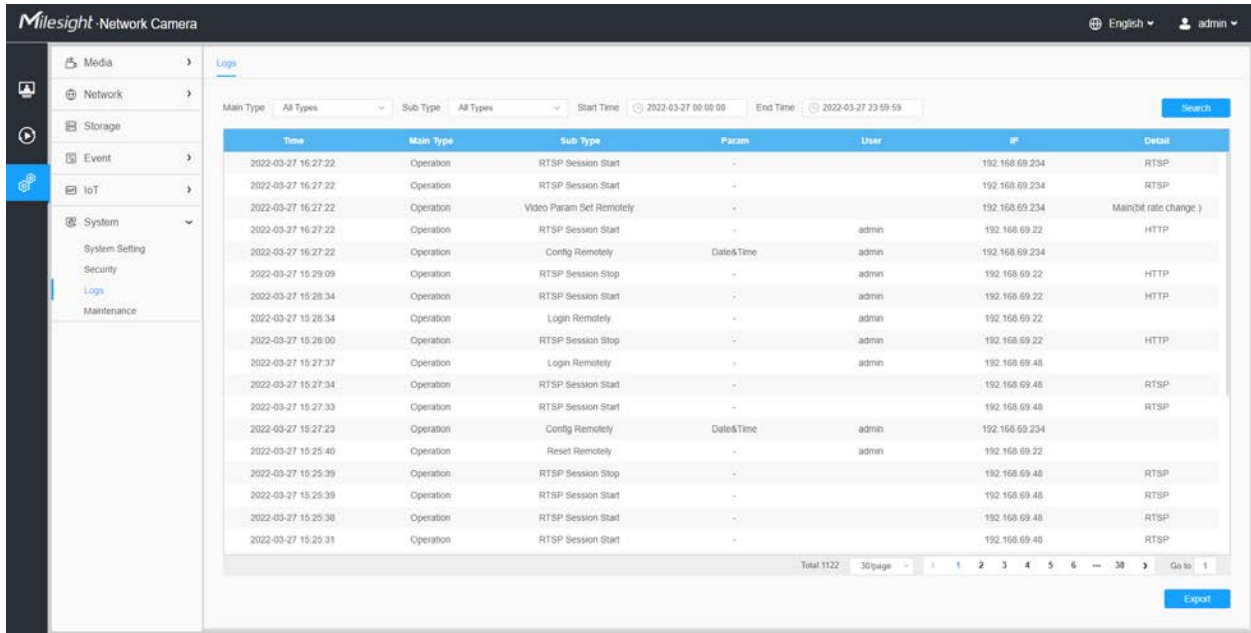 Milesight·Network Camera English admin
Media
Network
Storage
Event
IoT
System
System Setting
Security
Logs
Maintenance
Logs
Main Type All Types Sub Type All Types Start Time 2022-03-27 00:00:00 End Time 2022-03-27 23:59:59 Search
Time Main Type Sub Type Param User IP Detail
2022-03-27 16:27:22 Operation RTSP Session Start - 192.168.69.234 RTSP
2022-03-27 16:27:22 Operation RTSP Session Start - 192.168.69.234 RTSP
2022-03-27 16:27:22 Operation Video Param Set Remotely - 192.168.69.234 Main(bit rate change )
2022-03-27 16:27:22 Operation RTSP Session Start - admin 192.168.69.22 HTTP
2022-03-27 16:27:22 Operation Config Remotely Date&Time admin 192.168.69.234
2022-03-27 15:29:09 Operation RTSP Session Stop - admin 192.168.69.22 HTTP
2022-03-27 15:28:34 Operation RTSP Session Start - admin 192.168.69.22 HTTP
2022-03-27 15:28:34 Operation Login Remotely - admin 192.168.69.22
2022-03-27 15:28:00 Operation RTSP Session Stop - admin 192.168.69.22 HTTP
2022-03-27 15:27:37 Operation Login Remotely - admin 192.168.69.48
2022-03-27 15:27:34 Operation RTSP Session Start - 192.168.69.48 RTSP
2022-03-27 15:27:33 Operation RTSP Session Start - 192.168.69.48 RTSP
2022-03-27 15:27:23 Operation Config Remotely Date&Time admin 192.168.69.234
2022-03-27 15:25:40 Operation Reset Remotely - admin 192.168.69.22
2022-03-27 15:25:39 Operation RTSP Session Stop - 192.168.69.48 RTSP
2022-03-27 15:25:39 Operation RTSP Session Start - 192.168.69.48 RTSP
2022-03-27 15:25:38 Operation RTSP Session Start - 192.168.69.48 RTSP
2022-03-27 15:25:31 Operation RTSP Session Start - 192.168.69.48 RTSP
Total 1122 30/page 1 2 3 4 5 6 ... 38 Go to 1
Export